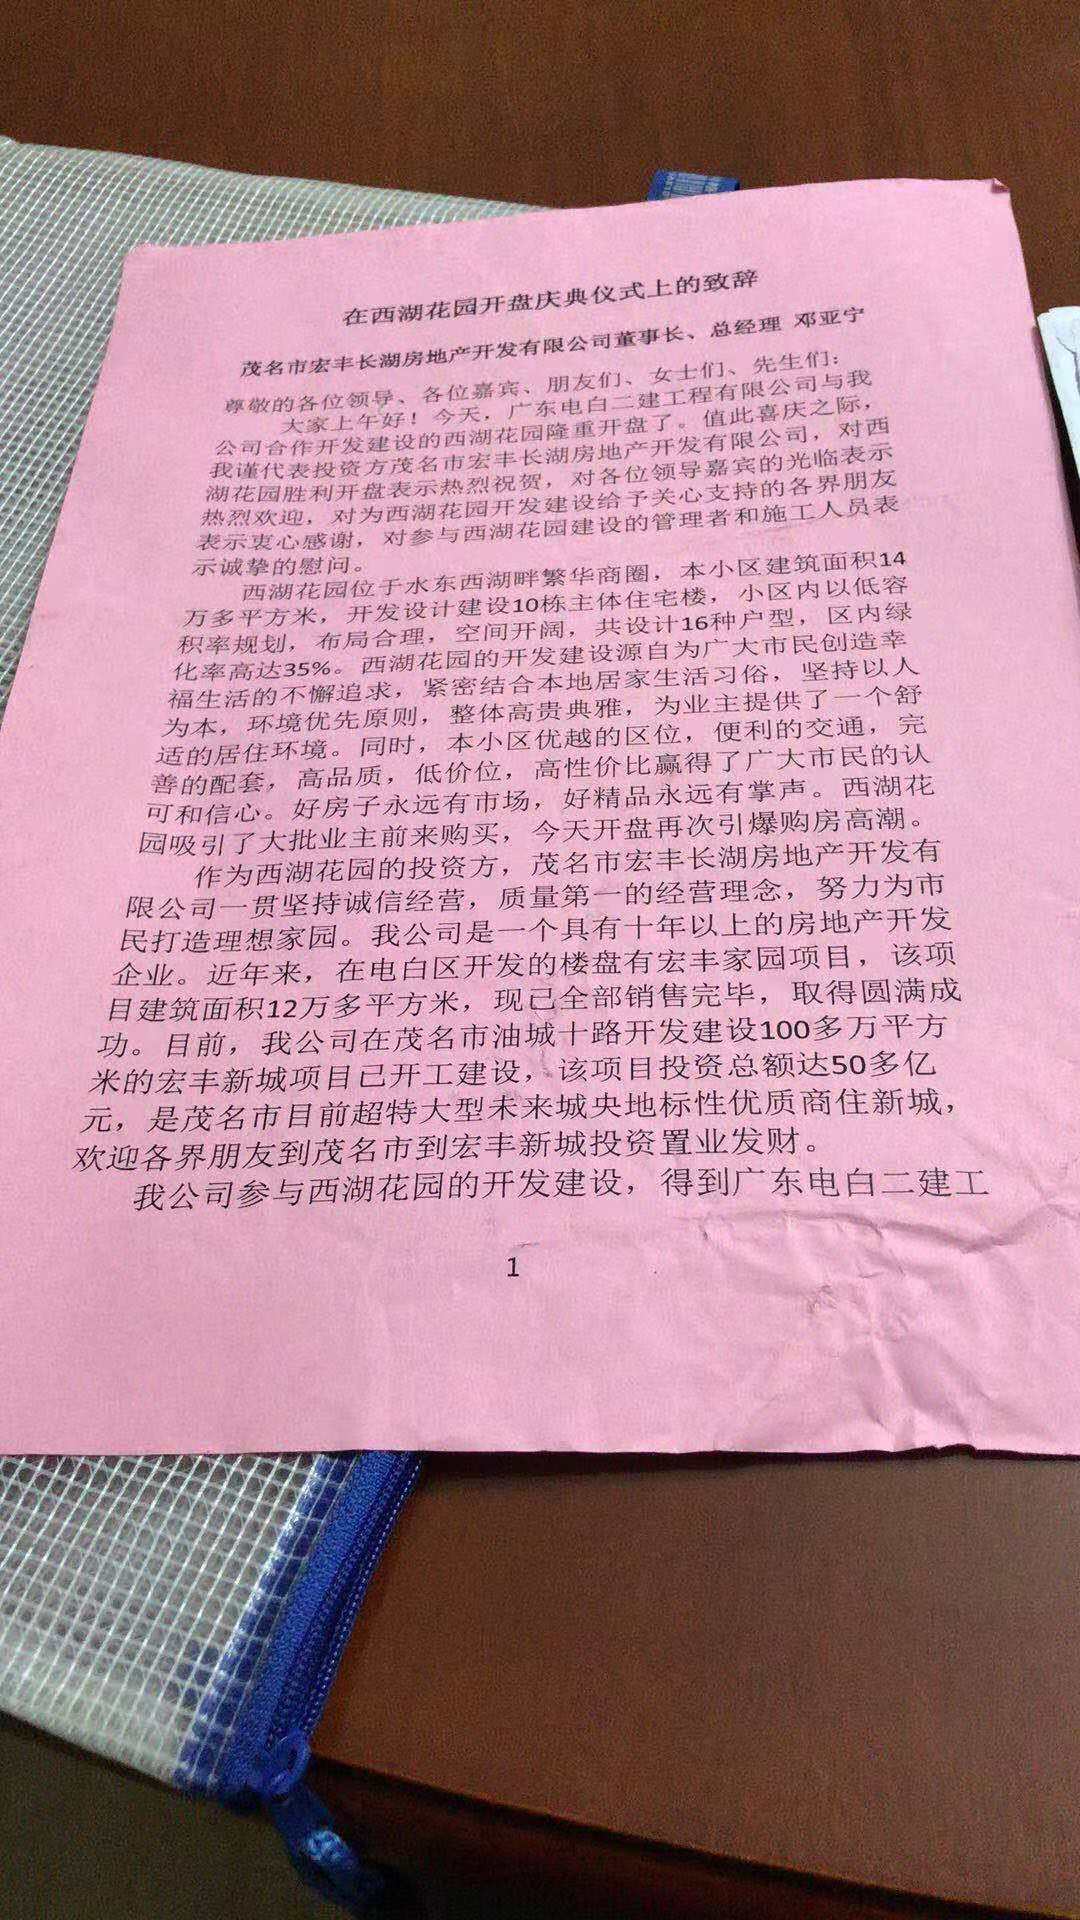 在西湖花园开盘庆典仪式上的致辞
茂名市宏丰长湖房地产开发有限公司董事长、总经理 邓亚宁
尊敬的各位领导、各位嘉宾、朋友们、女士们、先生们：
大家上午好！今天，广东电白二建工程有限公司与我
公司合作开发建设的西湖花园隆重开盘了。值此喜庆之际，
我谨代表投资方茂名市宏丰长湖房地产开发有限公司，对西
湖花园胜利开盘表示热烈祝贺，对各位领导嘉宾的光临表示
热烈欢迎，对为西湖花园开发建设给予关心支持的各界朋友
表示衷心感谢，对参与西湖花园建设的管理者和施工人员表
示诚挚的慰问。
西湖花园位于水东西湖畔繁华商圈，本小区建筑面积14
万多平方米，开发设计建设10栋主体住宅楼，小区内以低容
积率规划，布局合理，空间开阔，共设计16种户型，区内绿
化率高达35%。西湖花园的开发建设源自为广大市民创造幸
福生活的不懈追求，紧密结合本地居家生活习俗，坚持以人
为本，环境优先原则，整体高贵典雅，为业主提供了一个舒
适的居住环境。同时，本小区优越的区位，便利的交通，完
善的配套，高品质，低价位，高性价比赢得了广大市民的认
可和信心。好房子永远有市场，好精品永远有掌声。西湖花
园吸引了大批业主前来购买，今天开盘再次引爆购房高潮。
作为西湖花园的投资方，茂名市宏丰长湖房地产开发有
限公司一贯坚持诚信经营，质量第一的经营理念，努力为市
民打造理想家园。我公司是一个具有十年以上的房地产开发
企业。近年来，在电白区开发的楼盘有宏丰家园项目，该项
目建筑面积12万多平方米，现已全部销售完毕，取得圆满成
功。目前，我公司在茂名市油城十路开发建设100多万平方
米的宏丰新城项目已开工建设，该项目投资总额达50多亿
元，是茂名市目前超特大型未来城央地标性优质商住新城，
欢迎各界朋友到茂名市到宏丰新城投资置业发财。
我公司参与西湖花园的开发建设，得到广东电白二建工
1